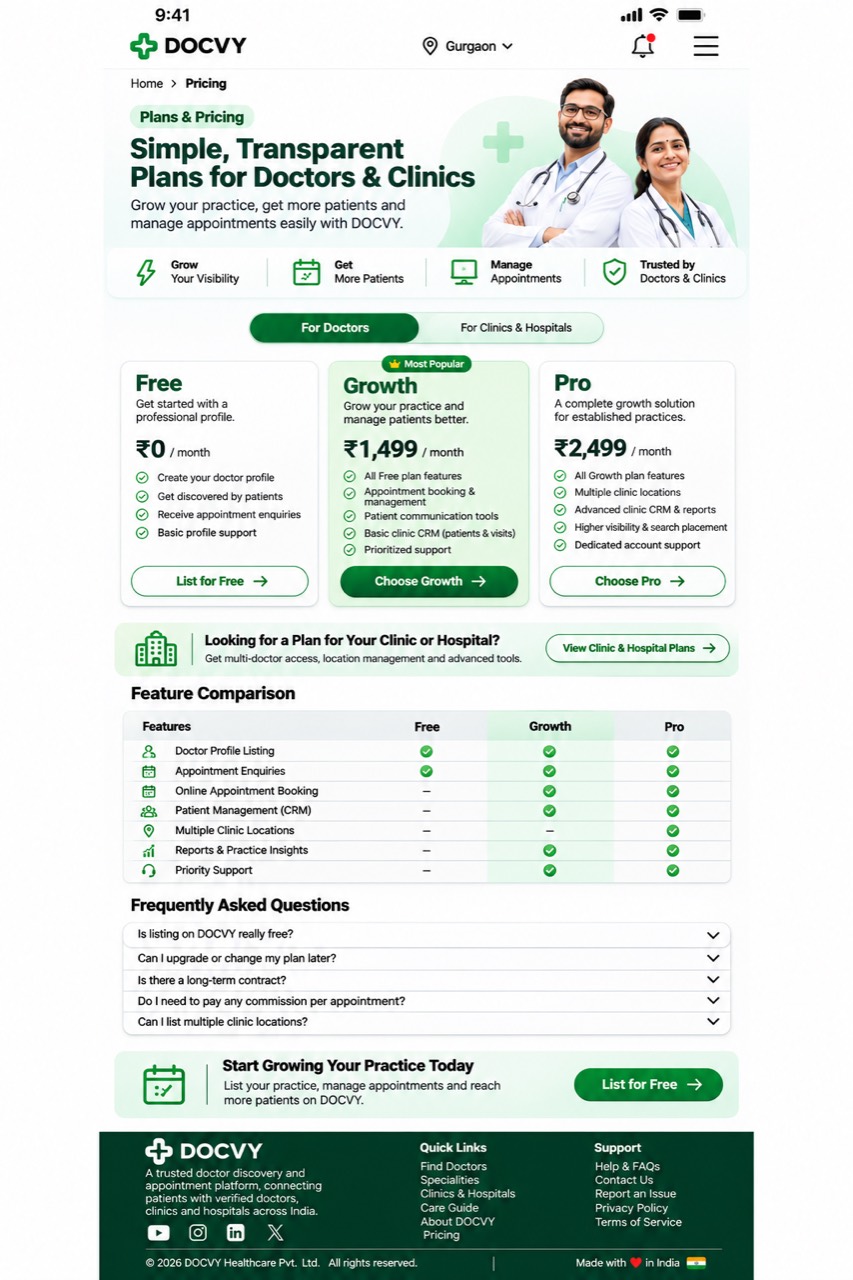 9:41
DOCVY
Gurgaon
Home > Pricing
Plans & Pricing
Simple, Transparent
Plans for Doctors & Clinics
Grow your practice, get more patients and
manage appointments easily with DOCVY.
Grow
Your Visibility
Get
More Patients
Manage
Appointments
Trusted by
Doctors & Clinics
For Doctors
For Clinics & Hospitals
Free
Get started with a
professional profile.
₹0 / month
Create your doctor profile
Get discovered by patients
Receive appointment enquiries
Basic profile support
List for Free →
Most Popular
Growth
Grow your practice and
manage patients better.
₹1,499 / month
All Free plan features
Appointment booking &
management
Patient communication tools
Basic clinic CRM (patients & visits)
Prioritized support
Choose Growth →
Pro
A complete growth solution
for established practices.
₹2,499 / month
All Growth plan features
Multiple clinic locations
Advanced clinic CRM & reports
Higher visibility & search placement
Dedicated account support
Choose Pro →
Looking for a Plan for Your Clinic or Hospital?
Get multi-doctor access, location management and advanced tools.
View Clinic & Hospital Plans →
Feature Comparison
Features Free Growth Pro
Doctor Profile Listing
Appointment Enquiries
Online Appointment Booking –
Patient Management (CRM) –
Multiple Clinic Locations – –
Reports & Practice Insights –
Priority Support –
Frequently Asked Questions
Is listing on DOCVY really free?
Can I upgrade or change my plan later?
Is there a long-term contract?
Do I need to pay any commission per appointment?
Can I list multiple clinic locations?
Start Growing Your Practice Today
List your practice, manage appointments and reach
more patients on DOCVY.
List for Free →
DOCVY
A trusted doctor discovery and
appointment platform, connecting
patients with verified doctors,
clinics and hospitals across India.
Quick Links
Find Doctors
Specialities
Clinics & Hospitals
Care Guide
About DOCVY
Pricing
Support
Help & FAQs
Contact Us
Report an Issue
Privacy Policy
Terms of Service
© 2026 DOCVY Healthcare Pvt. Ltd. All rights reserved. |
Made with ❤️ in India 🇮🇳